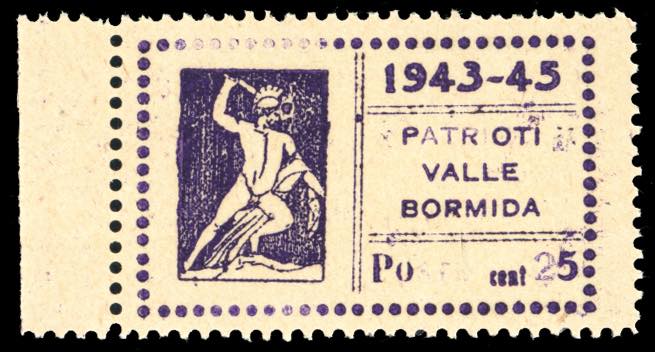 1943-45
PATRIOTI
VALLE
BORMIDA
cent 25